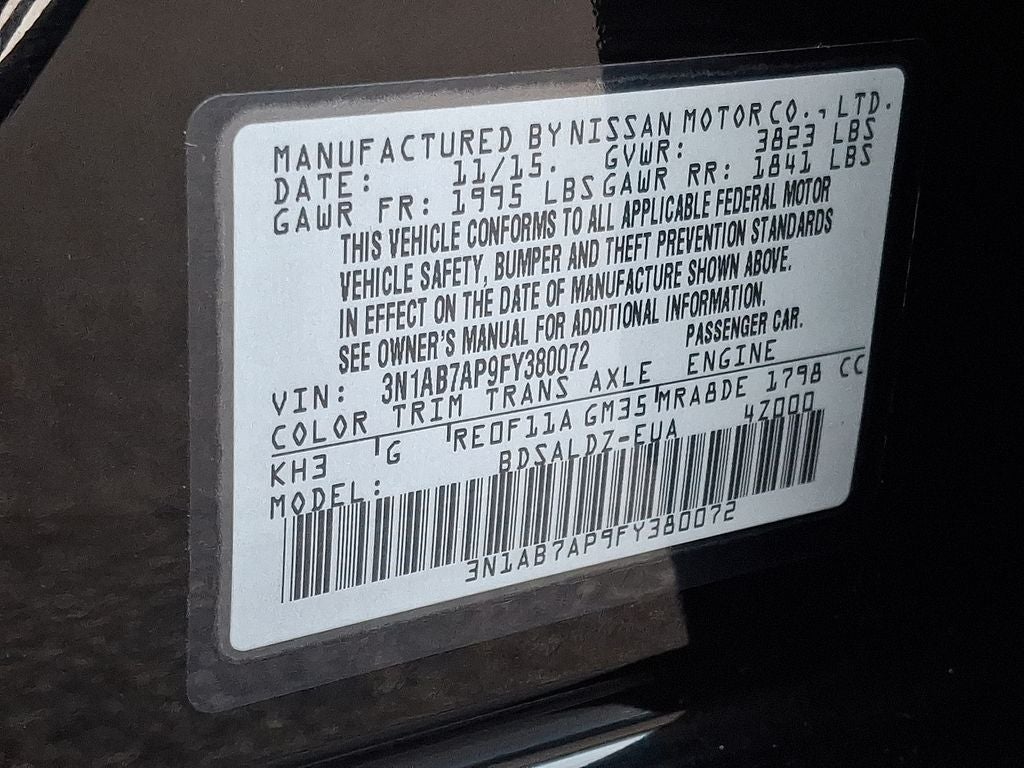 MANUFACTURED BY NISSAN MOTOR CO., LTD.
DATE: 11/15. GVWR: 3823 LBS
GAWR FR: 1995 LBS GAWR RR: 1841 LBS
THIS VEHICLE CONFORMS TO ALL APPLICABLE FEDERAL MOTOR
VEHICLE SAFETY, BUMPER AND THEFT PREVENTION STANDARDS
IN EFFECT ON THE DATE OF MANUFACTURE SHOWN ABOVE.
SEE OWNER'S MANUAL FOR ADDITIONAL INFORMATION.
VIN: 3N1AB7AP9FY380072 PASSENGER CAR.
COLOR TRIM TRANS AXLE ENGINE
KH3 G RE0F11A GM35 MRA8DE 1798 CC
MODEL: BDSALDZ-EUA 4Z000
3N1AB7AP9FY380072